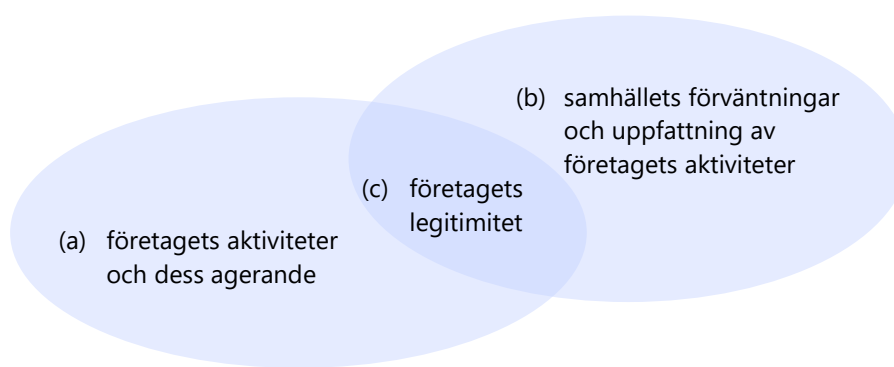 (b) samhällets förväntningar
och uppfattning av
företagets aktiviteter
(c) företagets
legitimitet
(a) företagets aktiviteter
och dess agerande